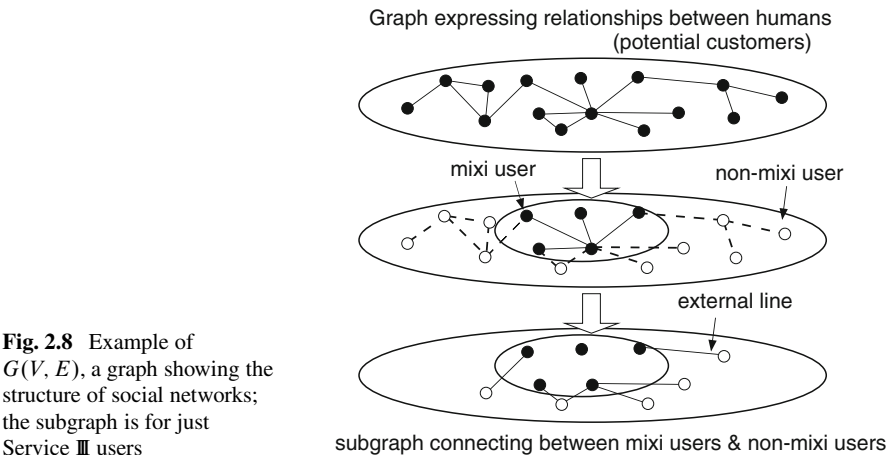 Graph expressing relationships between humans
(potential customers)
mixi user
non-mixi user
external line
subgraph connecting between mixi users & non-mixi users
Fig. 2.8 Example of
G(V, E), a graph showing the
structure of social networks;
the subgraph is for just
Service Ⅲ users